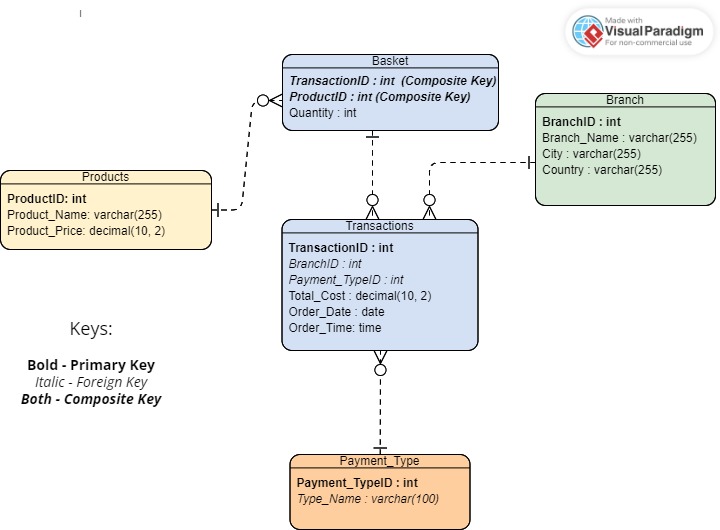 Made with
VisualParadigm
For non-commercial use
Basket
TransactionID : int (Composite Key)
ProductID : int (Composite Key)
Quantity : int
Branch
BranchID : int
Branch_Name : varchar(255)
City : varchar(255)
Country : varchar(255)
Products
ProductID: int
Product_Name: varchar(255)
Product_Price: decimal(10, 2)
Transactions
TransactionID : int
BranchID : int
Payment_TypeID : int
Total_Cost : decimal(10, 2)
Order_Date : date
Order_Time: time
Keys:
Bold - Primary Key
Italic - Foreign Key
Both - Composite Key
Payment_Type
Payment_TypeID : int
Type_Name : varchar(100)